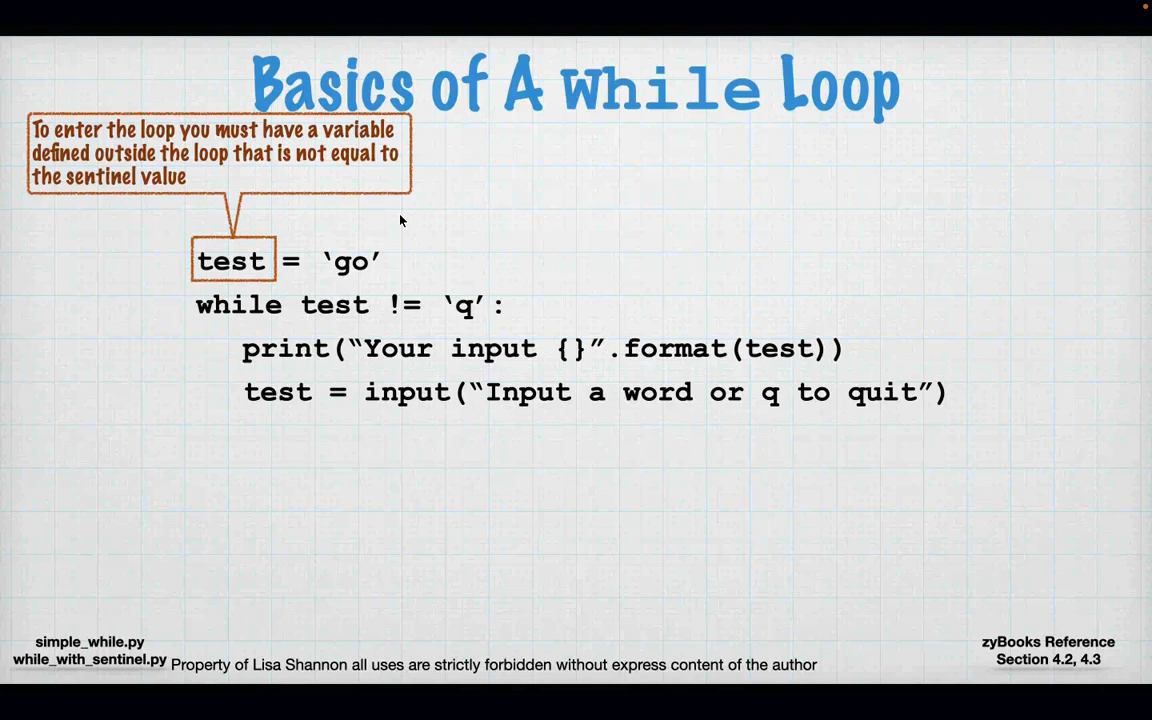 Basics of A While Loop
To enter the loop you must have a variable
defined outside the loop that is not equal to
the sentinel value
test = ‘go’
while test != ‘q’:
print(“Your input {}”.format(test))
test = input(“Input a word or q to quit”)
simple_while.py
while_with_sentinel.py
Property of Lisa Shannon all uses are strictly forbidden without express content of the author
zyBooks Reference
Section 4.2, 4.3